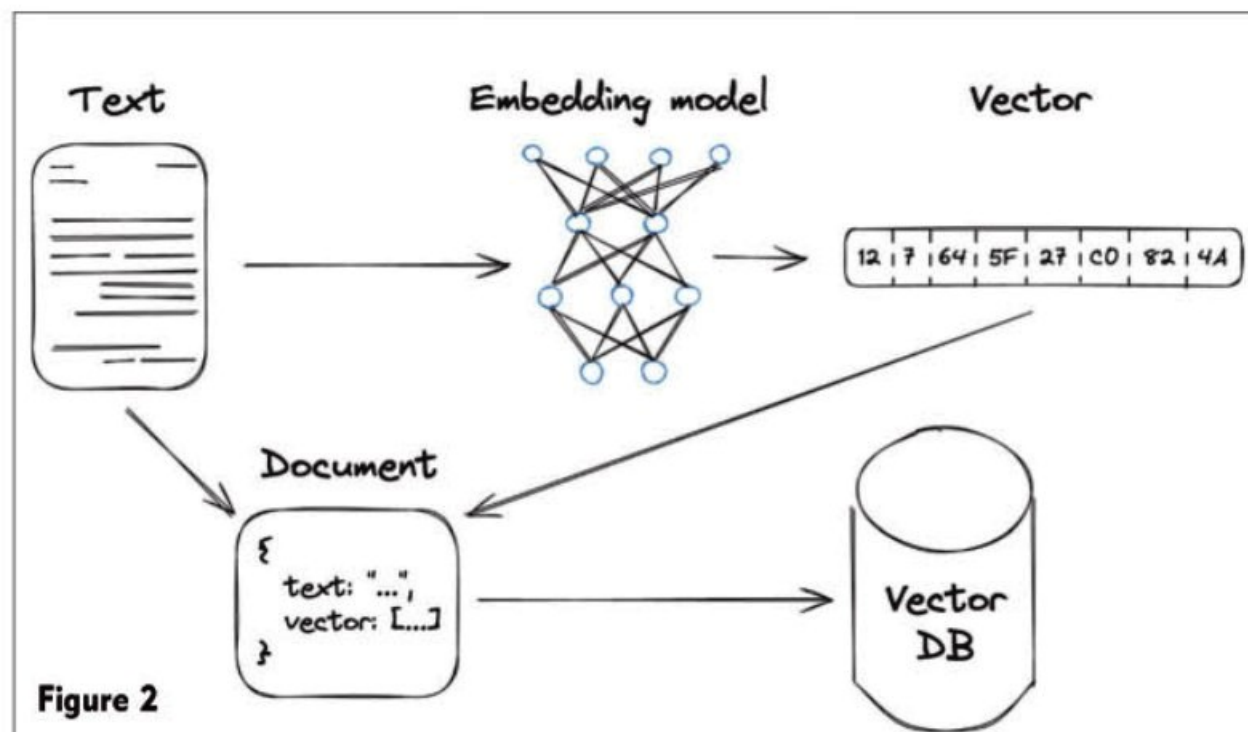 Text
Embedding model
Vector
12 7 64 5F 27 C0 82 4A
Document
{
text: "...",
vector: [...]
}
Vector
DB
Figure 2